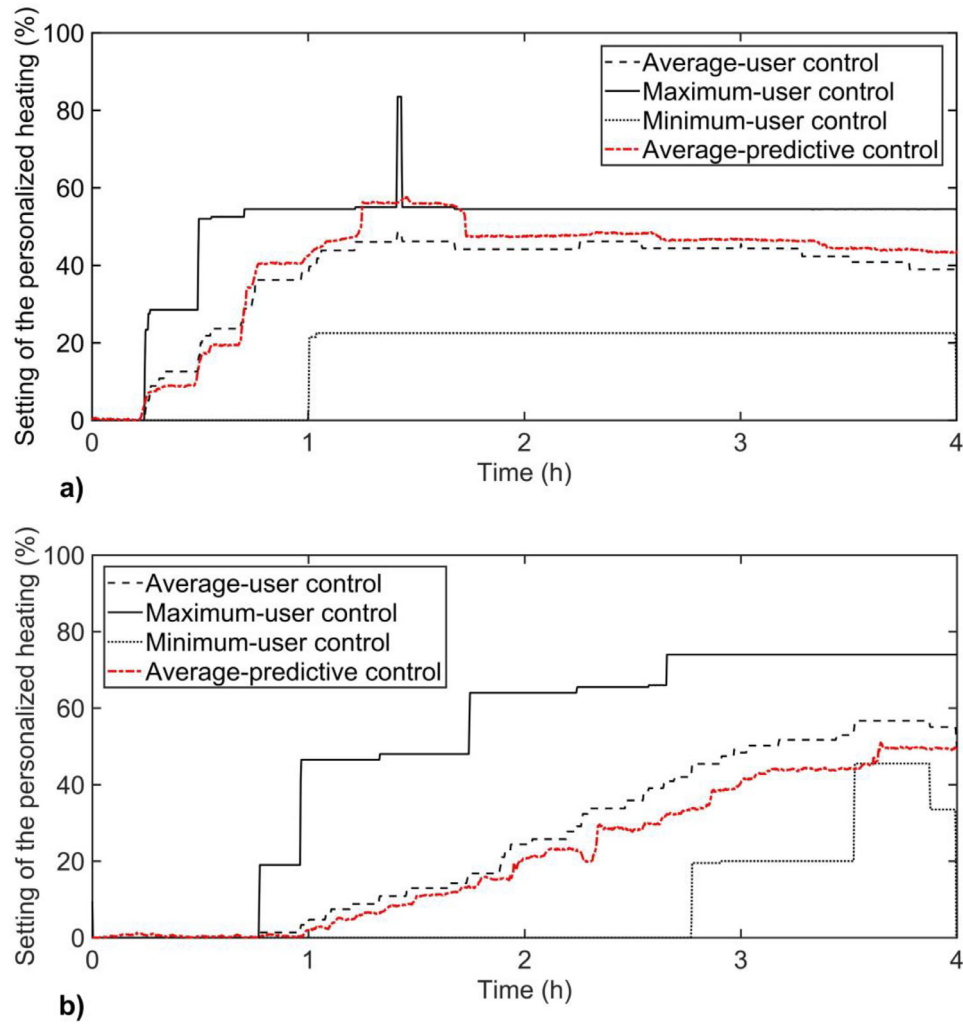 Setting of the personalized heating (%)
100
80
60
40
20
0
Average-user control
Maximum-user control
Minimum-user control
Average-predictive control
0 1 2 3 4
Time (h)
a)
Setting of the personalized heating (%)
100
80
60
40
20
0
Average-user control
Maximum-user control
Minimum-user control
Average-predictive control
0 1 2 3 4
Time (h)
b)